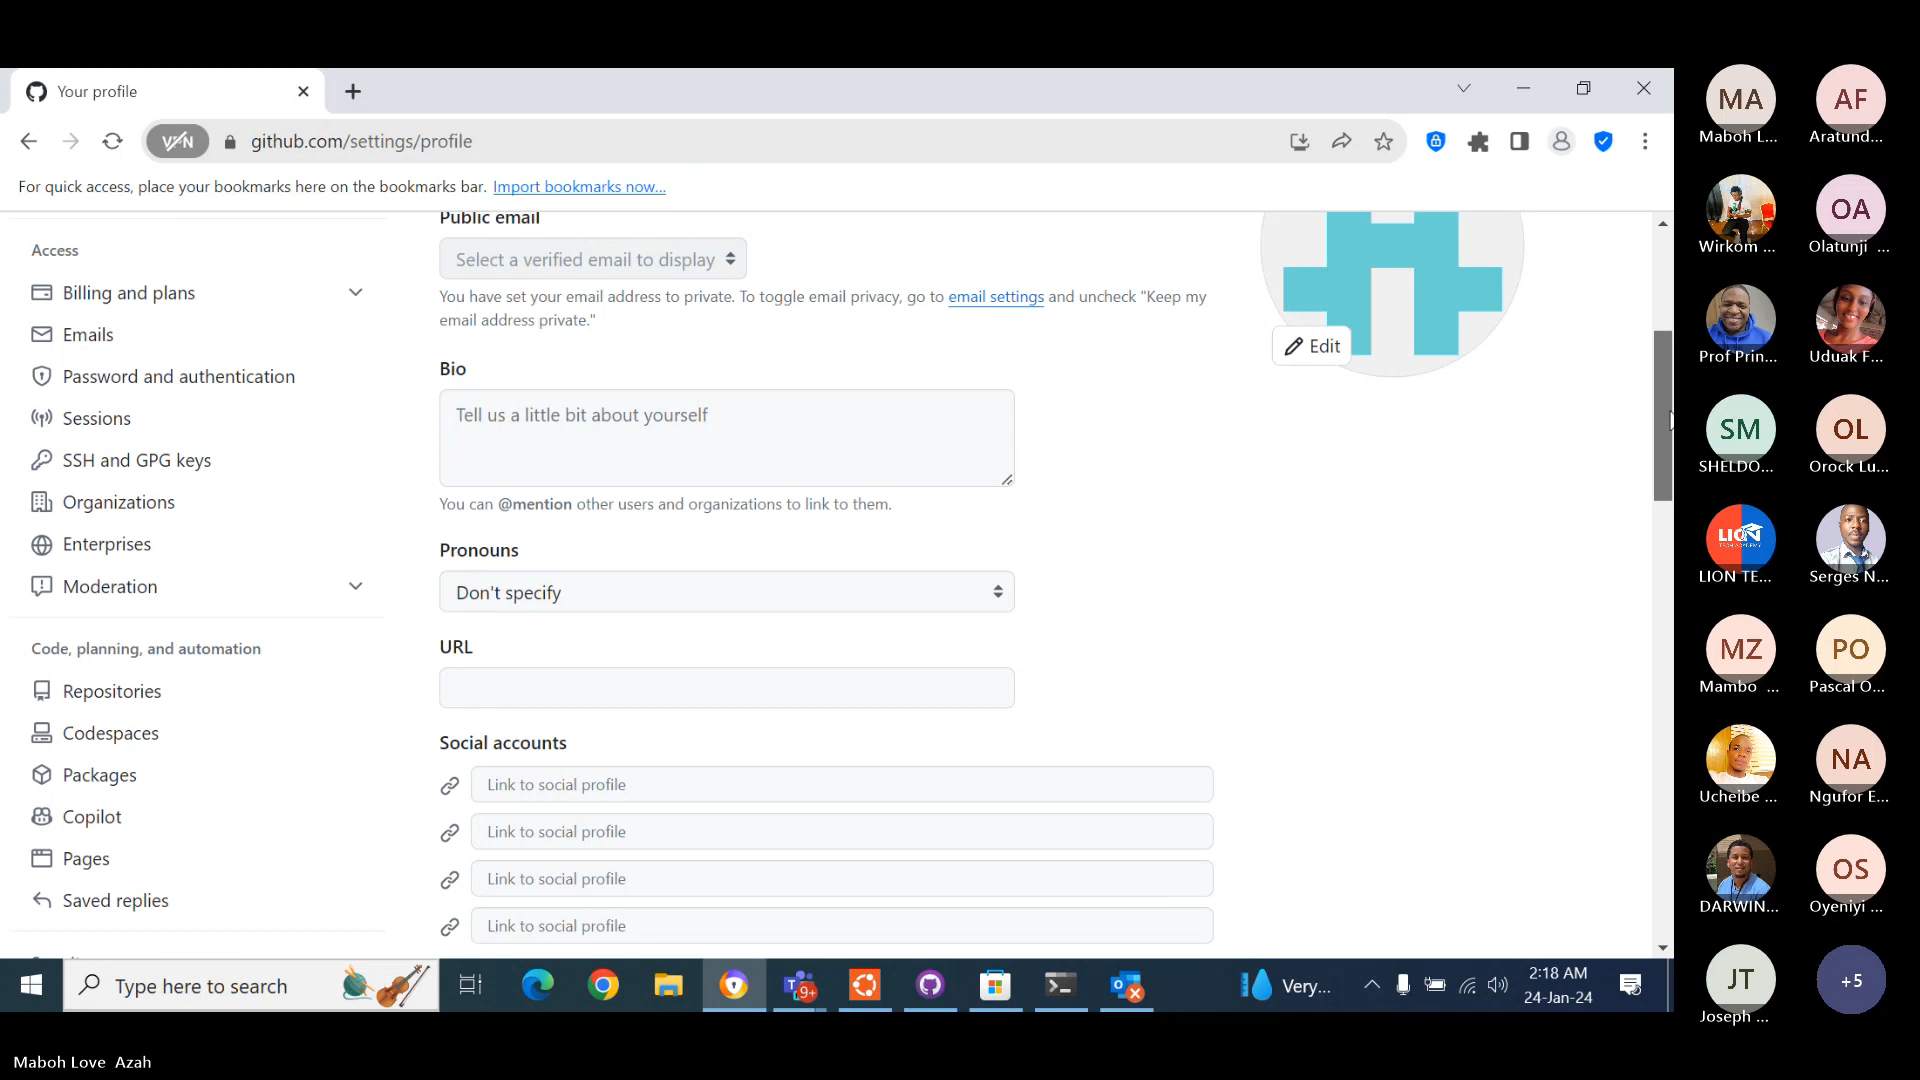 Your profile
VPN
github.com/settings/profile
For quick access, place your bookmarks here on the bookmarks bar. Import bookmarks now...
Access
Billing and plans
Emails
Password and authentication
Sessions
SSH and GPG keys
Organizations
Enterprises
Moderation
Code, planning, and automation
Repositories
Codespaces
Packages
Copilot
Pages
Saved replies
Public email
Select a verified email to display
You have set your email address to private. To toggle email privacy, go to email settings and uncheck "Keep my
email address private."
Edit
Bio
Tell us a little bit about yourself
You can @mention other users and organizations to link to them.
Pronouns
Don't specify
URL
Social accounts
Link to social profile
Link to social profile
Link to social profile
Link to social profile
Type here to search
9+
Very...
2:18 AM
24-Jan-24
MA
Maboh L...
AF
Aratund...
Wirkom ...
OA
Olatunji ...
Prof Prin...
Uduak F...
SM
SHELDO...
OL
Orock Lu...
LION
TECH ACADEMY
LION TE...
Serges N...
MZ
Mambo ...
PO
Pascal O...
Ucheibe ...
NA
Ngufor E...
DARWIN...
OS
Oyeniyi ...
JT
Joseph ...
+5
Maboh Love Azah